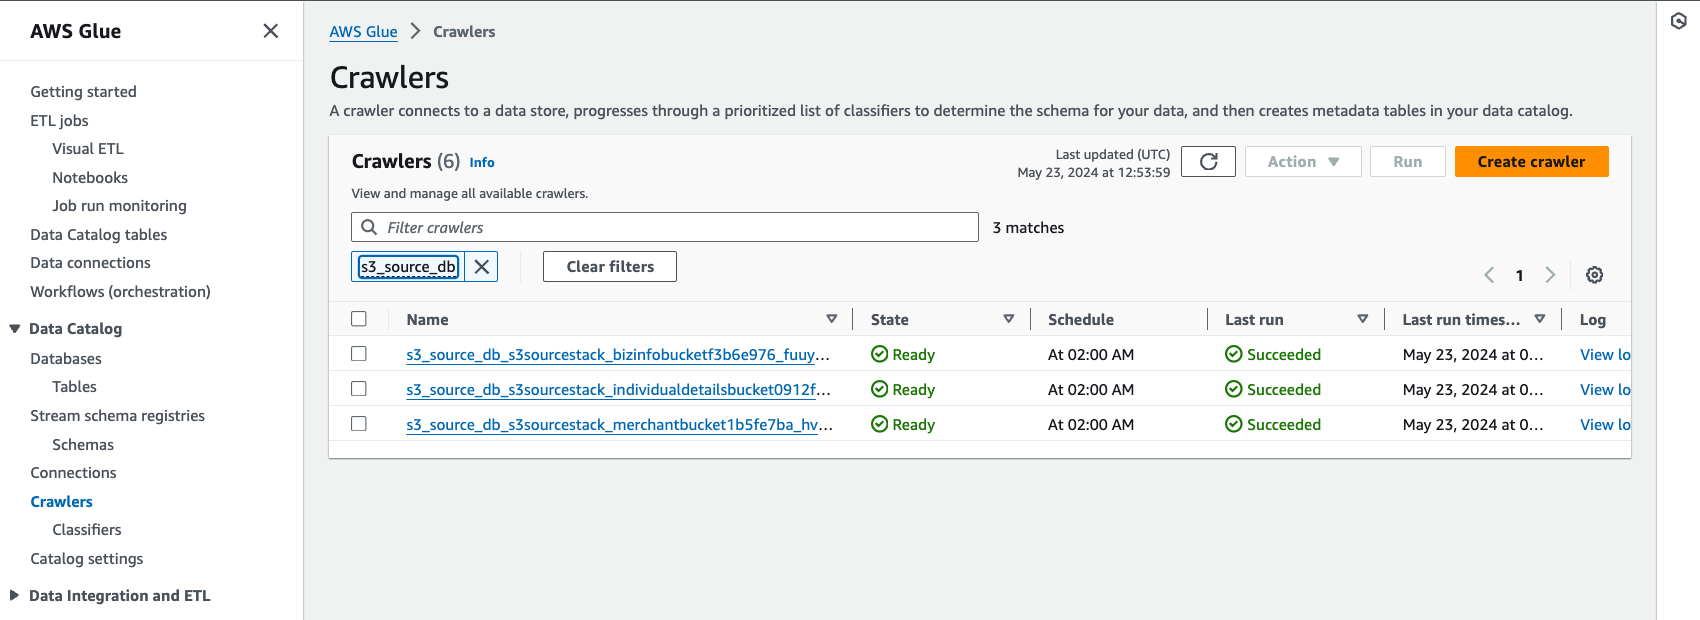 AWS Glue
Getting started
ETL jobs
Visual ETL
Notebooks
Job run monitoring
Data Catalog tables
Data connections
Workflows (orchestration)
Data Catalog
Databases
Tables
Stream schema registries
Schemas
Connections
Crawlers
Classifiers
Catalog settings
Data Integration and ETL
AWS Glue > Crawlers
Crawlers
A crawler connects to a data store, progresses through a prioritized list of classifiers to determine the schema for your data, and then creates metadata tables in your data catalog.
Crawlers (6) Info
Last updated (UTC)
May 23, 2024 at 12:53:59
Action
Run
Create crawler
View and manage all available crawlers.
Filter crawlers
3 matches
s3_source_db
Clear filters
1
Name State Schedule Last run Last run times... Log
s3_source_db_s3sourcestack_bizinfobucketf3b6e976_fuuy... Ready At 02:00 AM Succeeded May 23, 2024 at 0... View lo
s3_source_db_s3sourcestack_individualdetailsbucket0912f... Ready At 02:00 AM Succeeded May 23, 2024 at 0... View lo
s3_source_db_s3sourcestack_merchantbucket1b5fe7ba_hv... Ready At 02:00 AM Succeeded May 23, 2024 at 0... View lo